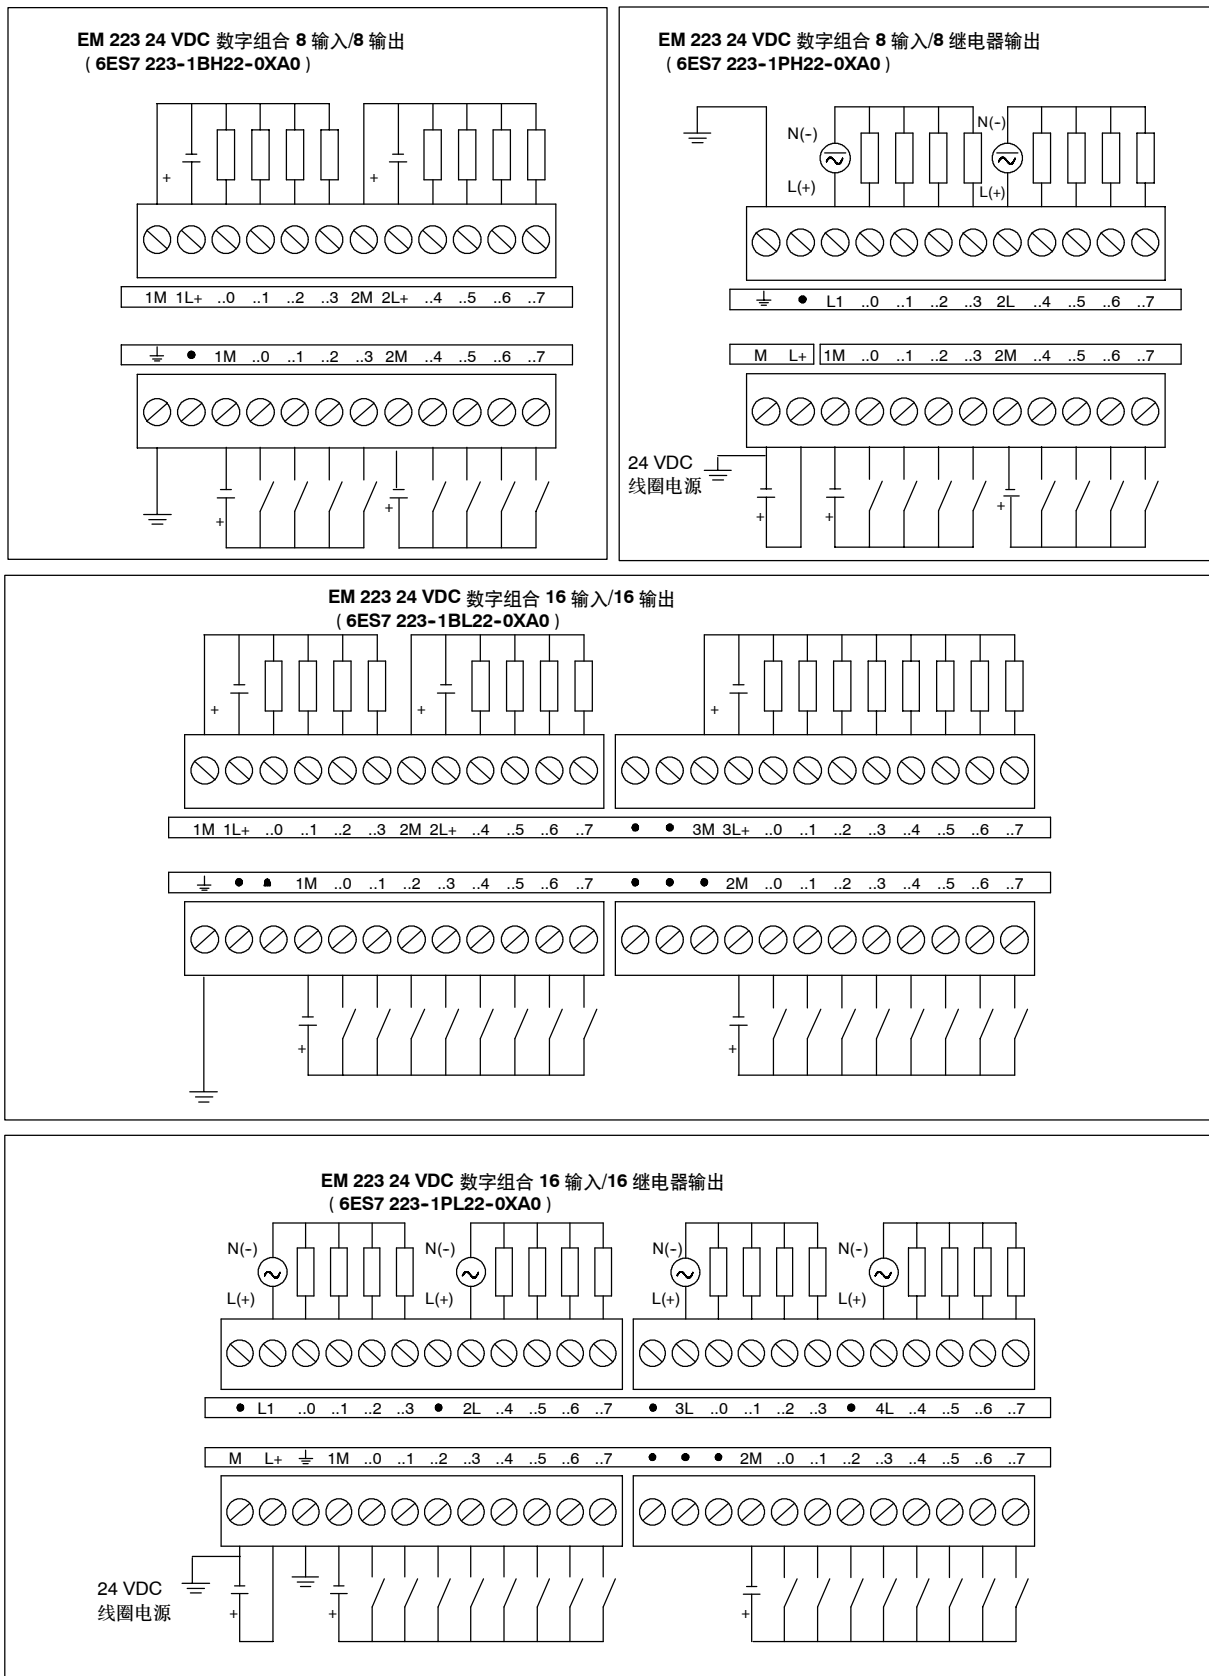 EM 223 24 VDC 数字组合 8 输入/8 输出
( 6ES7 223-1BH22-0XA0 )
+ +
1M 1L+ ..0 ..1 ..2 ..3 2M 2L+ ..4 ..5 ..6 ..7
1M ..0 ..1 ..2 ..3 2M ..4 ..5 ..6 ..7
+ +
EM 223 24 VDC 数字组合 8 输入/8 继电器输出
( 6ES7 223-1PH22-0XA0 )
N(-) N(-)
L(+) L(+)
L1 ..0 ..1 ..2 ..3 2L ..4 ..5 ..6 ..7
M L+ 1M ..0 ..1 ..2 ..3 2M ..4 ..5 ..6 ..7
24 VDC
线圈电源
+ + +
EM 223 24 VDC 数字组合 16 输入/16 输出
( 6ES7 223-1BL22-0XA0 )
+ + +
1M 1L+ ..0 ..1 ..2 ..3 2M 2L+ ..4 ..5 ..6 ..7 3M 3L+ ..0 ..1 ..2 ..3 ..4 ..5 ..6 ..7
1M ..0 ..1 ..2 ..3 ..4 ..5 ..6 ..7 2M ..0 ..1 ..2 ..3 ..4 ..5 ..6 ..7
+ +
EM 223 24 VDC 数字组合 16 输入/16 继电器输出
( 6ES7 223-1PL22-0XA0 )
N(-) N(-) N(-) N(-)
L(+) L(+) L(+) L(+)
L1 ..0 ..1 ..2 ..3 2L ..4 ..5 ..6 ..7 3L ..0 ..1 ..2 ..3 4L ..4 ..5 ..6 ..7
M L+ 1M ..0 ..1 ..2 ..3 ..4 ..5 ..6 ..7 2M ..0 ..1 ..2 ..3 ..4 ..5 ..6 ..7
24 VDC
线圈电源
+ + +